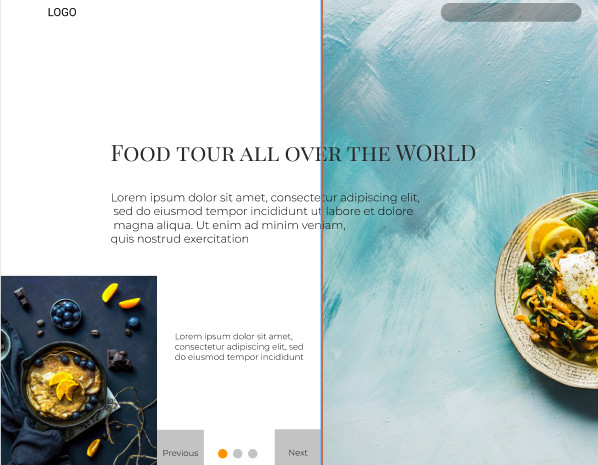 LOGO
FOOD TOUR ALL OVER THE WORLD
Lorem ipsum dolor sit amet, consectetur adipiscing elit,
sed do eiusmod tempor incididunt ut labore et dolore
magna aliqua. Ut enim ad minim veniam,
quis nostrud exercitation
Lorem ipsum dolor sit amet,
consectetur adipiscing elit, sed
do eiusmod tempor incididunt
Previous
Next